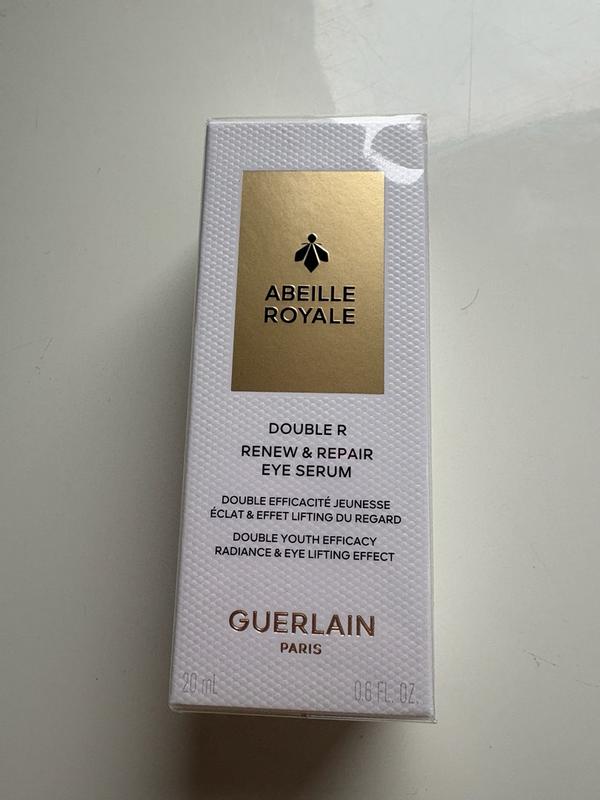 ABEILLE
ROYALE
DOUBLE R
RENEW & REPAIR
EYE SERUM
DOUBLE EFFICACITÉ JEUNESSE
ÉCLAT & EFFET LIFTING DU REGARD
DOUBLE YOUTH EFFICACY
RADIANCE & EYE LIFTING EFFECT
GUERLAIN
PARIS
20 mL 0.6 FL. OZ.